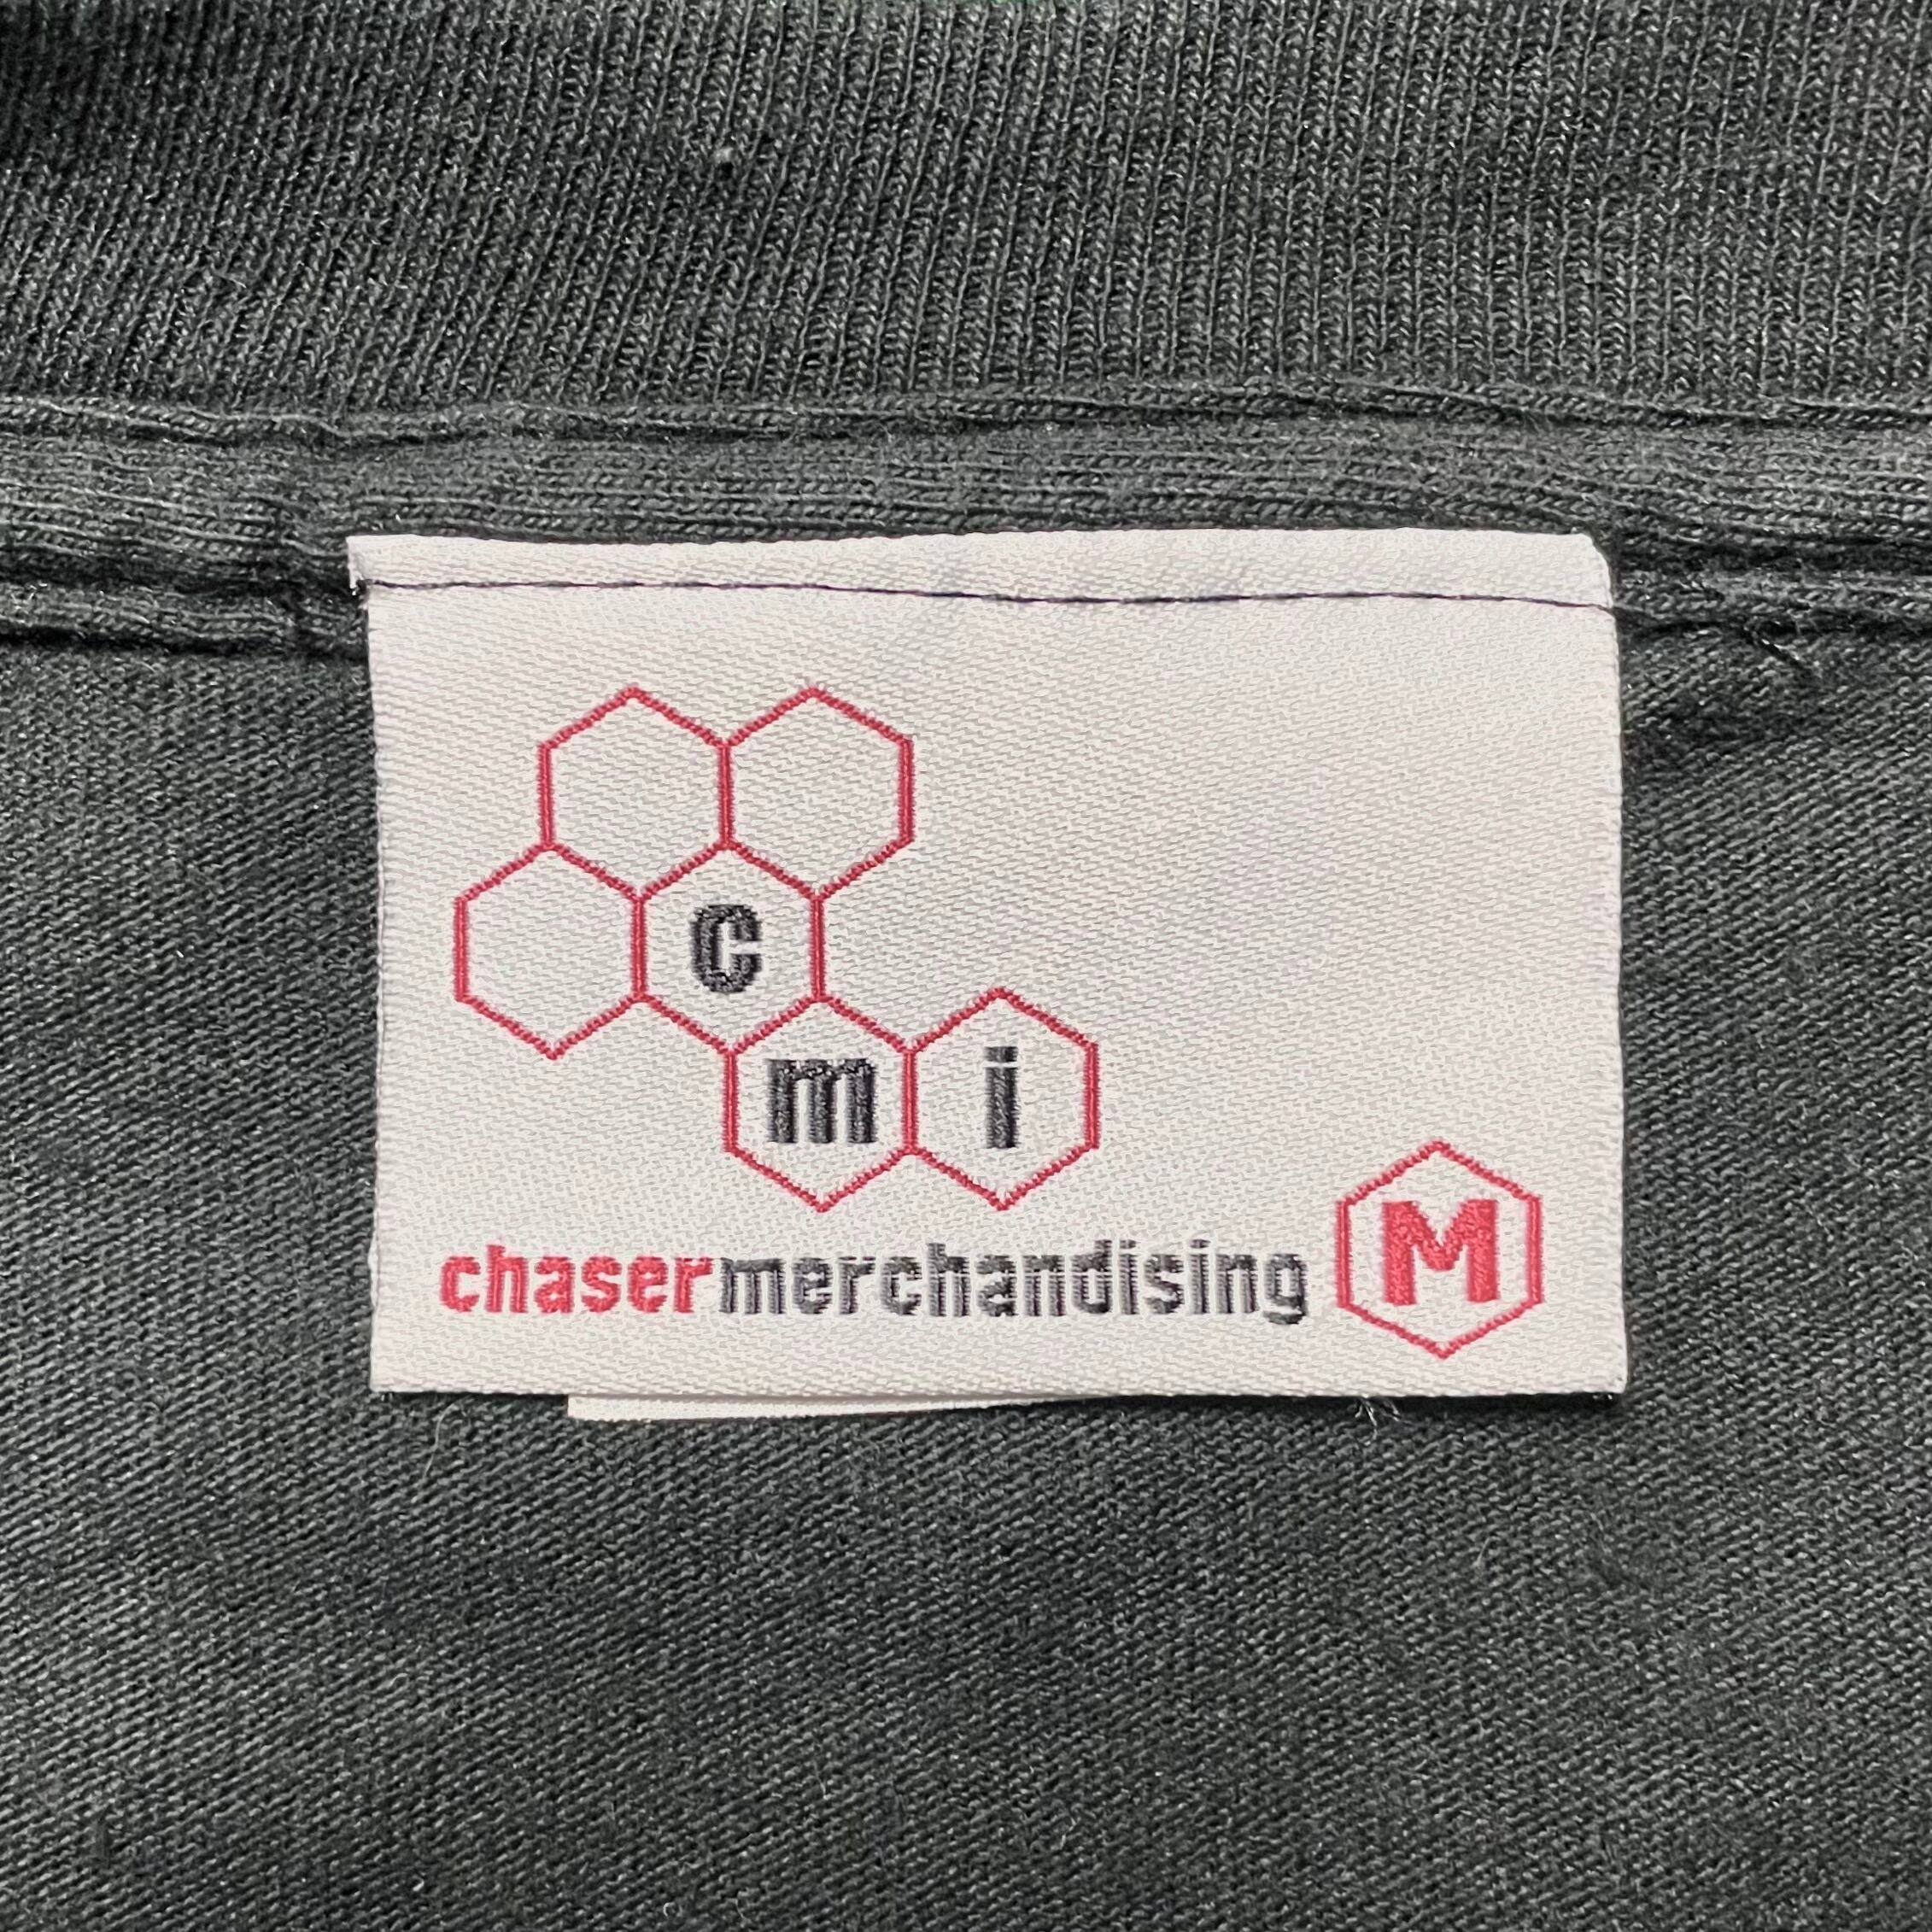 c
m i
chasermerchandising M